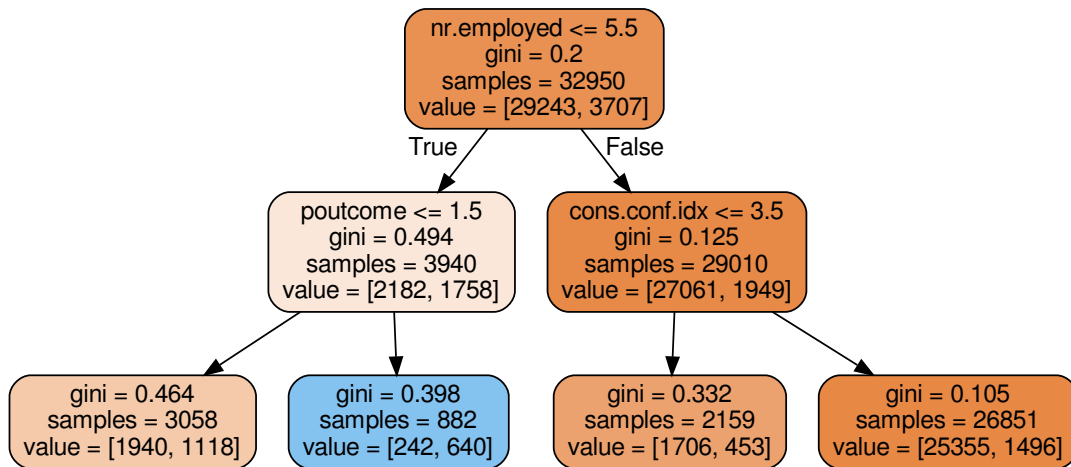 nr.employed <= 5.5
gini = 0.2
samples = 32950
value = [29243, 3707]
True
False
poutcome <= 1.5
gini = 0.494
samples = 3940
value = [2182, 1758]
cons.conf.idx <= 3.5
gini = 0.125
samples = 29010
value = [27061, 1949]
gini = 0.464
samples = 3058
value = [1940, 1118]
gini = 0.398
samples = 882
value = [242, 640]
gini = 0.332
samples = 2159
value = [1706, 453]
gini = 0.105
samples = 26851
value = [25355, 1496]